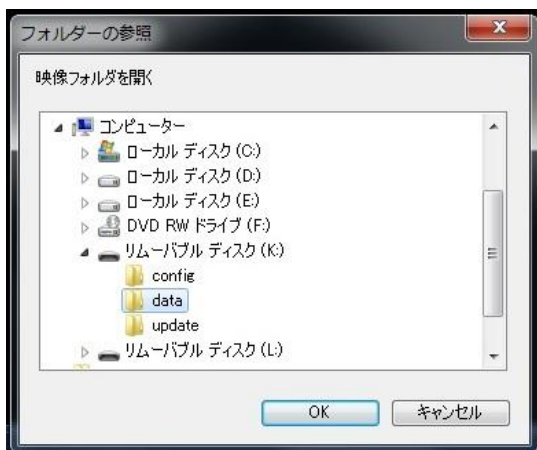 フォルダーの参照
映像フォルダを開く
コンピューター
ローカル ディスク (C:)
ローカル ディスク (D:)
ローカル ディスク (E:)
DVD RW ドライブ (F:)
リムーバブル ディスク (K:)
config
data
update
リムーバブル ディスク (L:)
OK
キャンセル